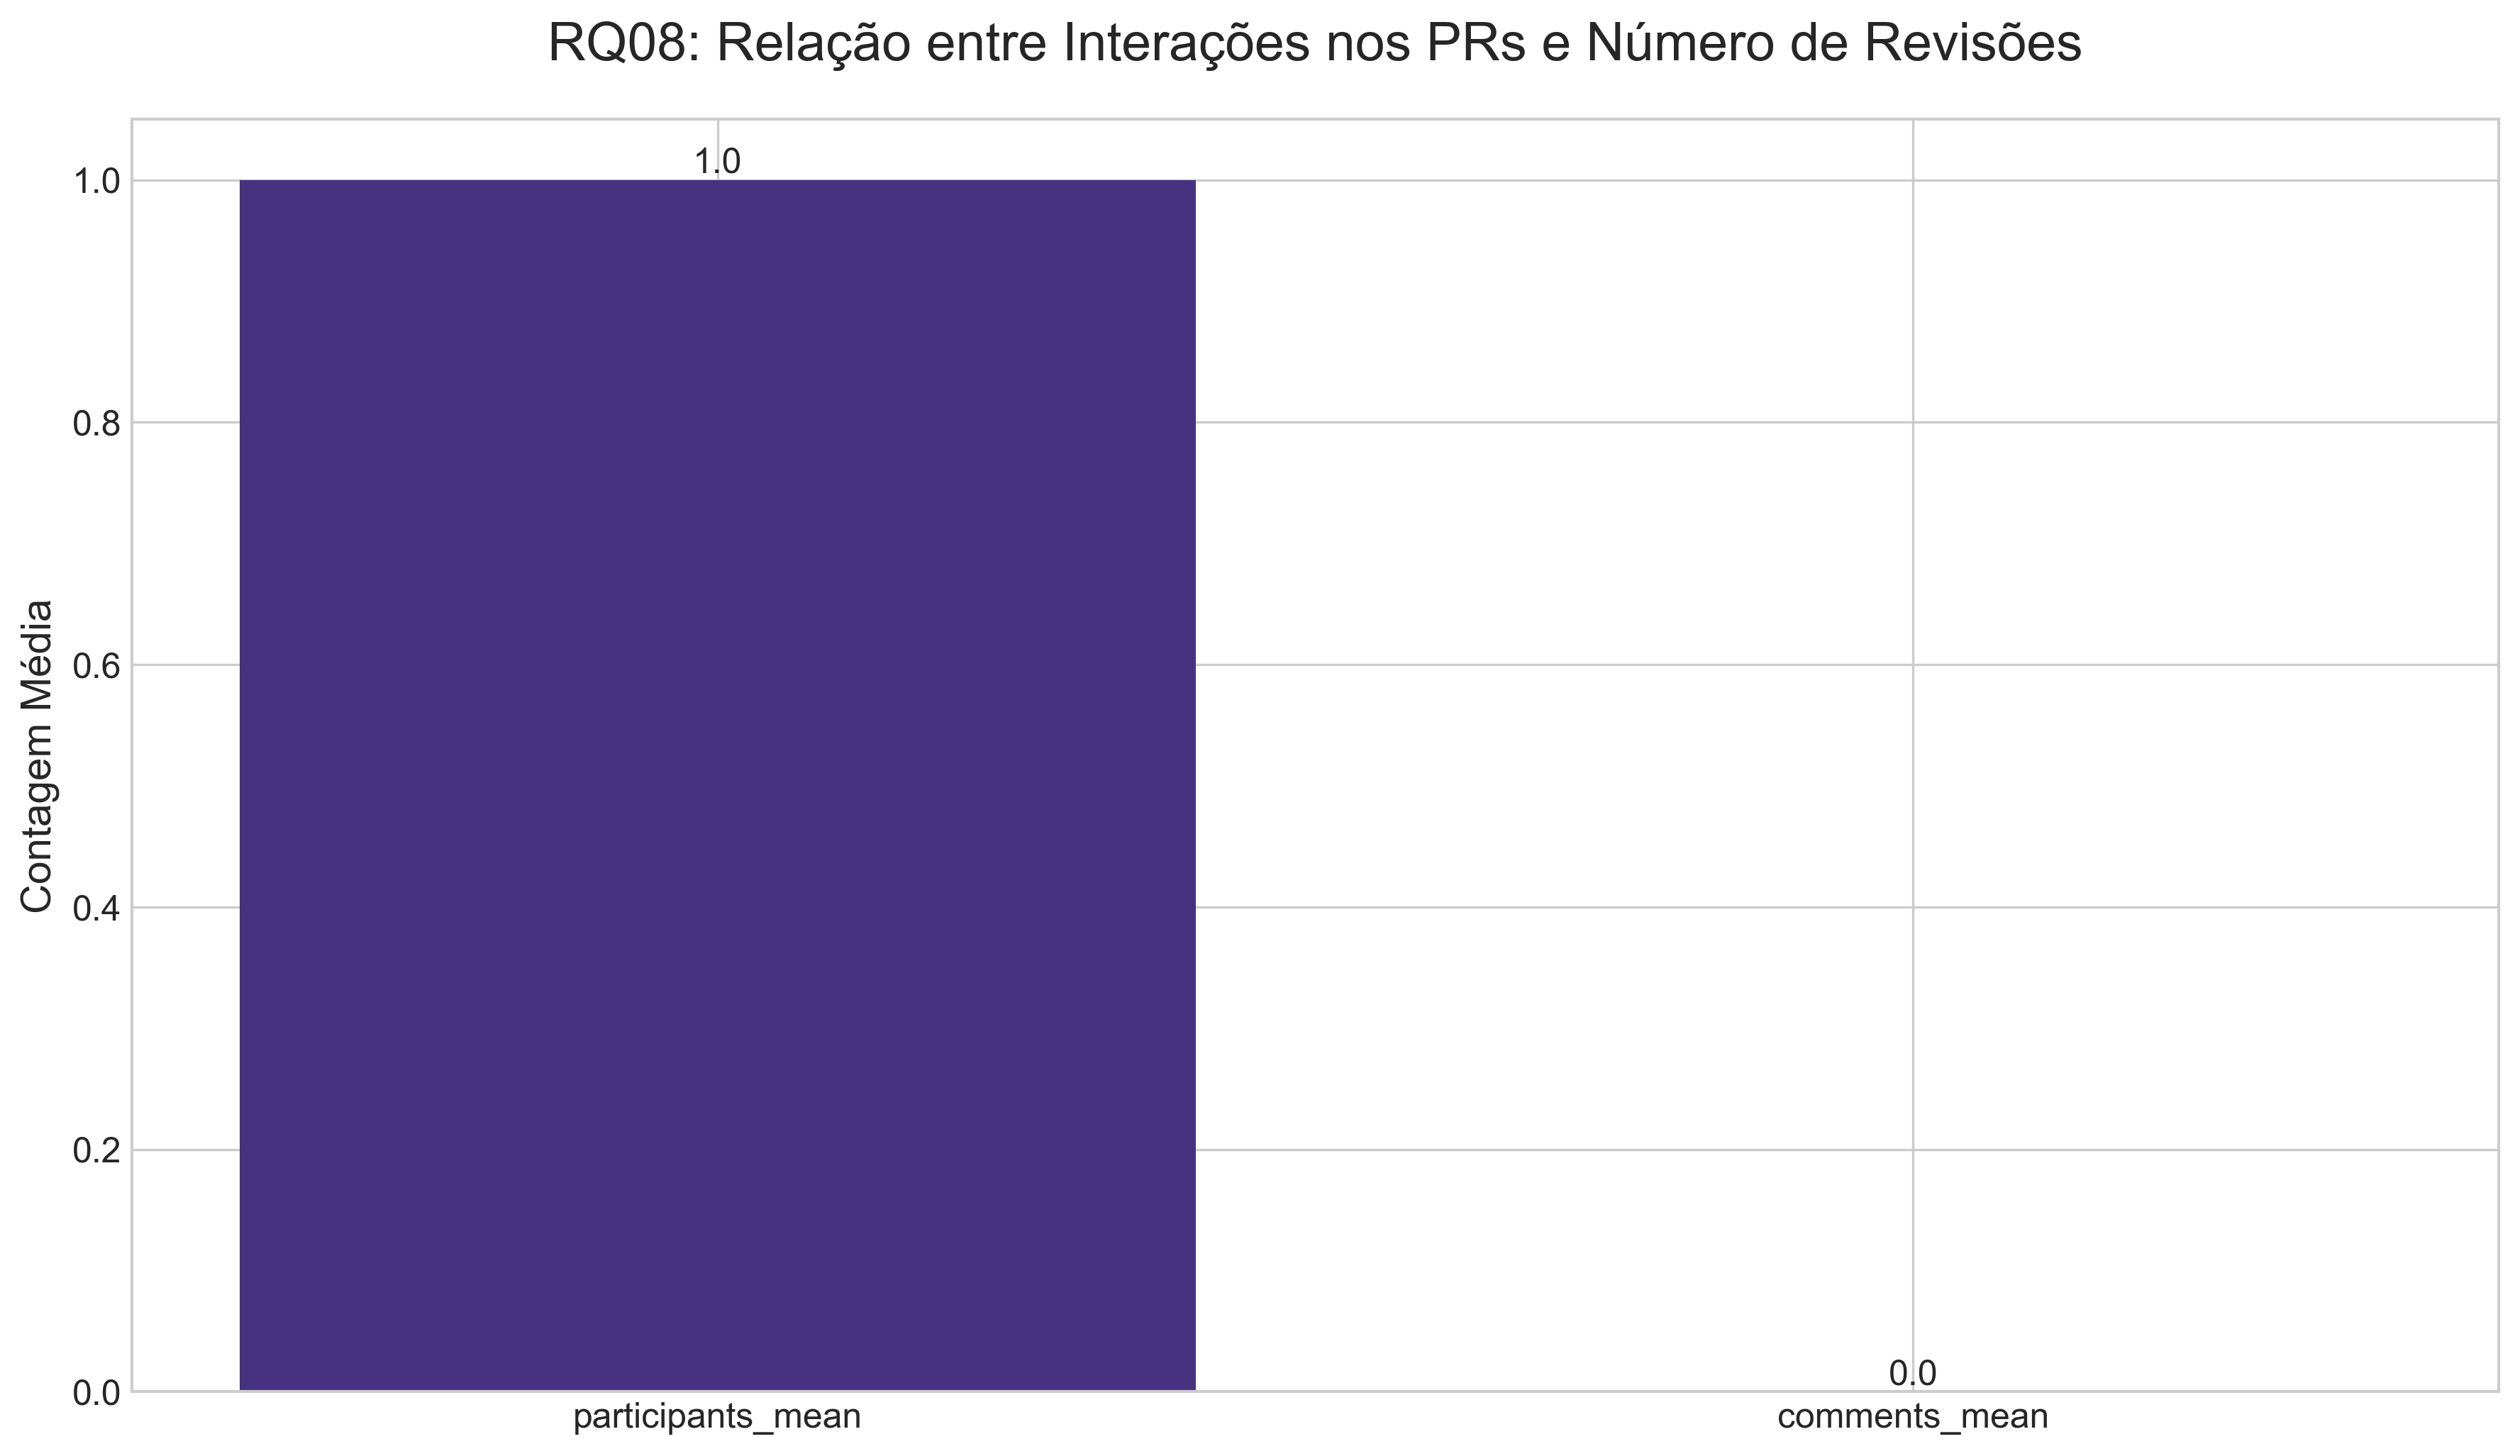 RQ08: Relação entre Interações nos PRs e Número de Revisões
1.0
1.0
0.8
Contagem Média
0.6
0.4
0.2
0.0
0.0
participants_mean
comments_mean